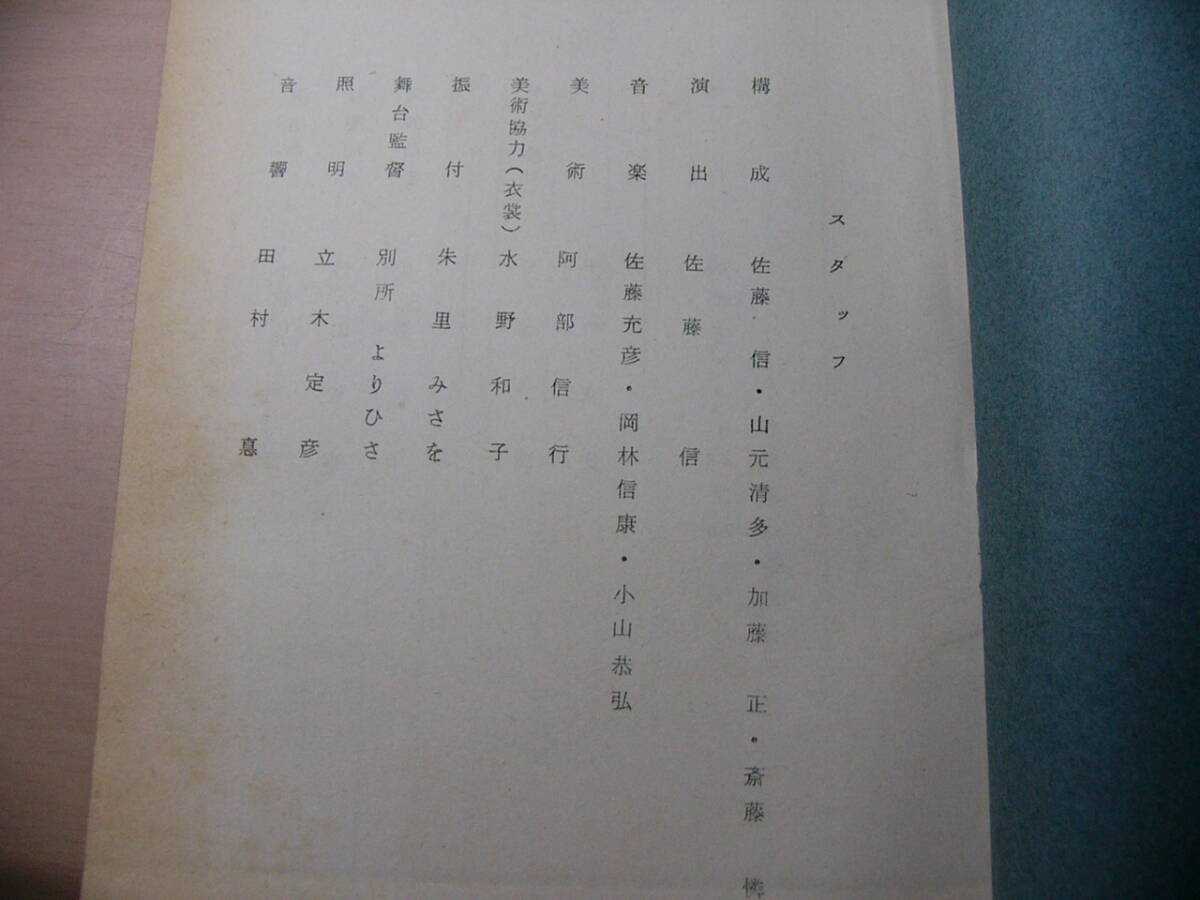 スタッフ
構成 佐藤 信・山元清多・加藤 正・斎藤 憐
演出 佐藤信
音楽 佐藤充彦・岡林信康・小山恭弘
美術 阿部信行
美術協力(衣裳) 水野和子
振付 朱里みさを
舞台監督 別所よりひさ
照明 立木定彦
音響 田村悳